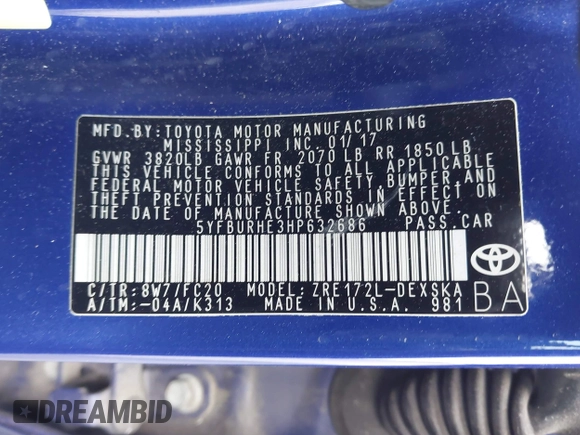 MFD.BY:TOYOTA MOTOR MANUFACTURING
MISSISSIPPI INC. 01/17
GVWR 3820LB GAWR FR 2070 LB RR 1850 LB
THIS VEHICLE CONFORMS TO ALL APPLICABLE
FEDERAL MOTOR VEHICLE SAFETY, BUMPER AND
THEFT PREVENTION STANDARDS IN EFFECT ON
THE DATE OF MANUFACTURE SHOWN ABOVE.
5YFBURHE3HP632686 PASS.CAR
C/TR:8W7/FC20 MODEL:ZRE172L-DEXSKA
A/TM:-04A/K313 MADE IN U.S.A. 981
BA
DREAMBID